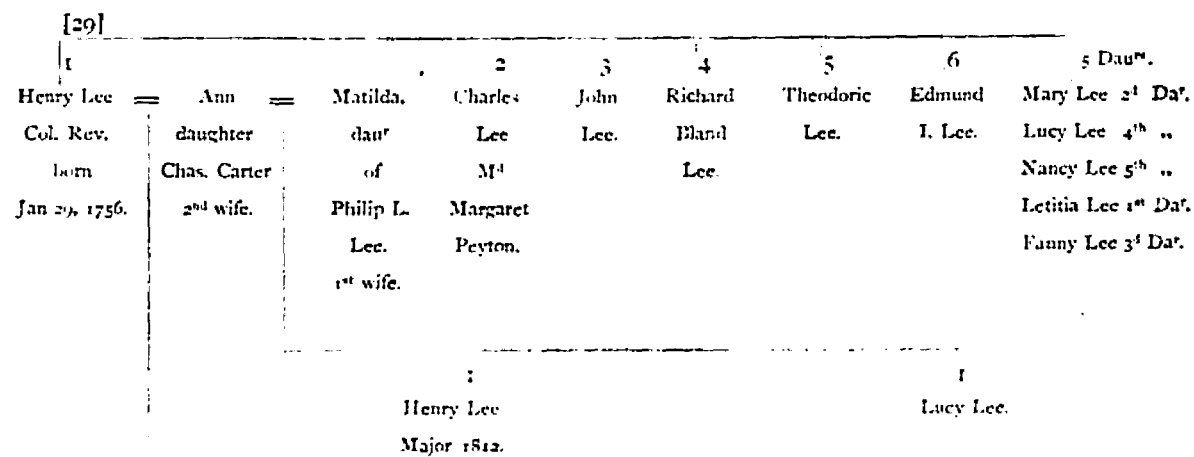 [29]
1 2 3 4 5 6 5 Dauʳˢ.
Henry Lee = Ann = Matilda, Charles John Richard Theodoric Edmund Mary Lee 2ᵈ Daʳ.
Col. Rev. daughter dauʳ Lee Lee. Bland Lee. I. Lee. Lucy Lee 4ᵗʰ „
born Chas. Carter of Mᵈ Lee. Nancy Lee 5ᵗʰ „
Jan 29, 1756. 2ⁿᵈ wife. Philip L. Margaret Letitia Lee 1ˢᵗ Daʳ.
Lee. Peyton. Fanny Lee 3ᵈ Daʳ.
1ˢᵗ wife.
1 1
Henry Lee Lucy Lee.
Major 1812.